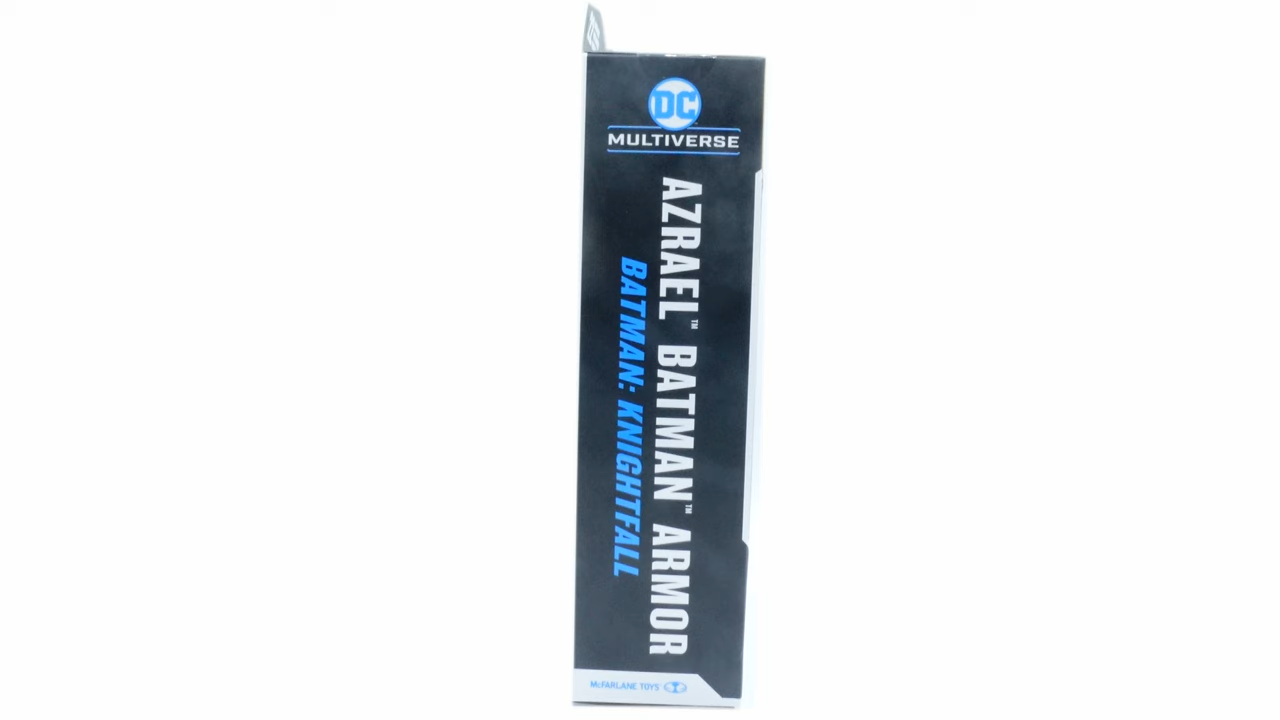 DC
MULTIVERSE
AZRAEL™ BATMAN™ ARMOR
BATMAN: KNIGHTFALL
McFARLANE TOYS